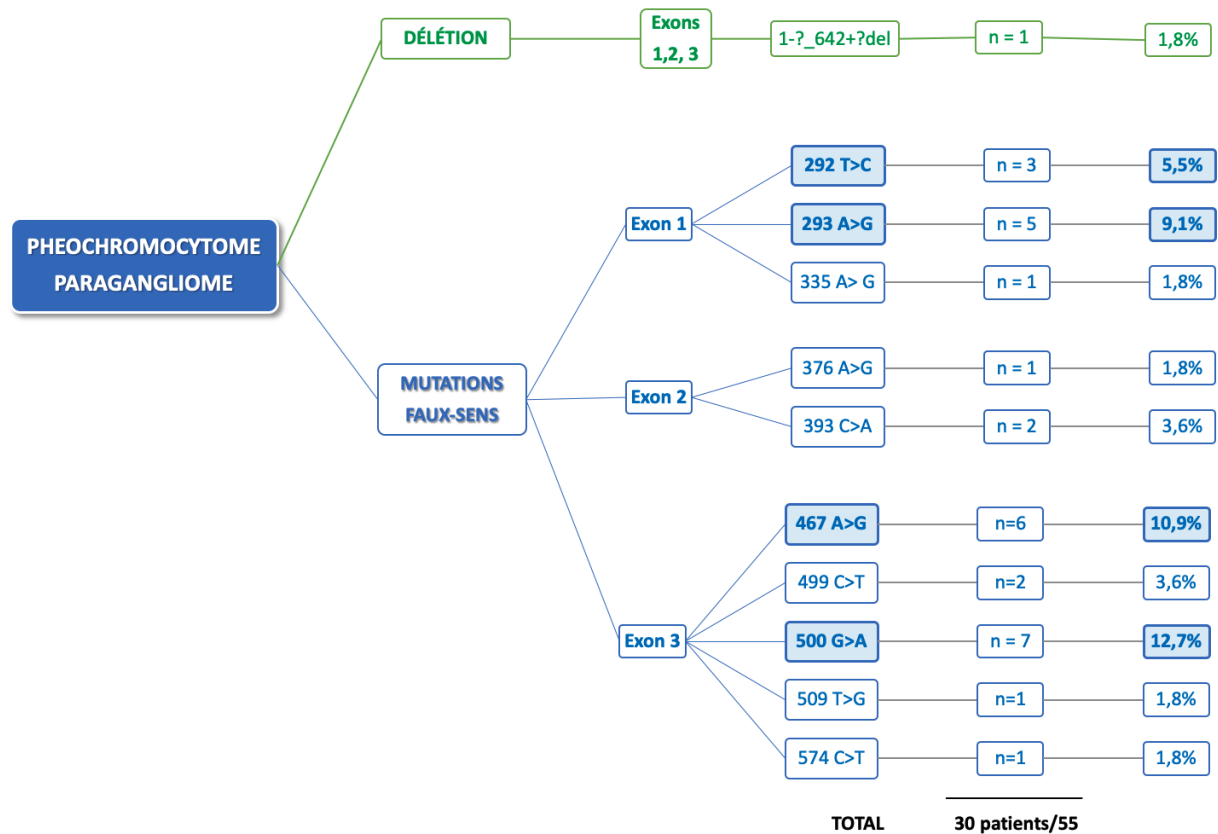 DÉLÉTION
Exons
1,2, 3
1-?_642+?del
n = 1
1,8%
PHEOCHROMOCYTOME
PARAGANGLIOME
MUTATIONS
FAUX-SENS
Exon 1
292 T>C
n = 3
5,5%
293 A>G
n = 5
9,1%
335 A> G
n = 1
1,8%
Exon 2
376 A>G
n = 1
1,8%
393 C>A
n = 2
3,6%
Exon 3
467 A>G
n=6
10,9%
499 C>T
n=2
3,6%
500 G>A
n = 7
12,7%
509 T>G
n=1
1,8%
574 C>T
n=1
1,8%
TOTAL
30 patients/55